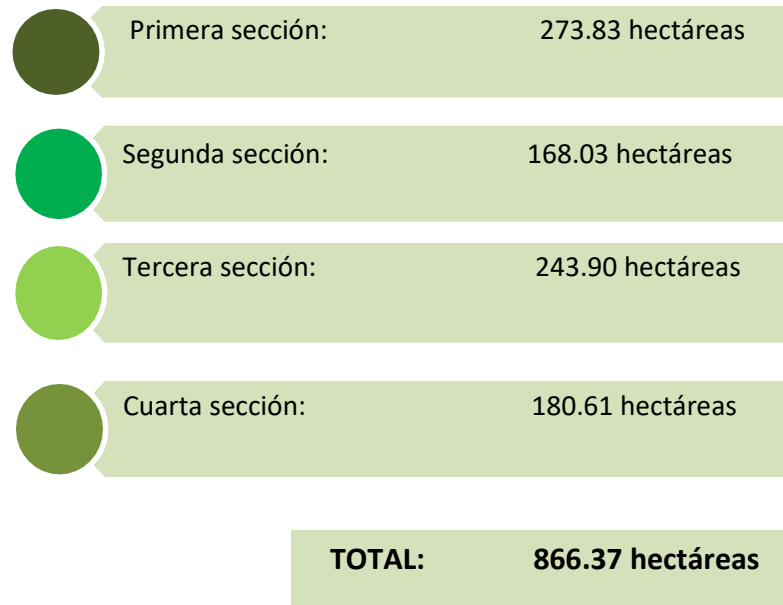 Primera sección: 273.83 hectáreas
Segunda sección: 168.03 hectáreas
Tercera sección: 243.90 hectáreas
Cuarta sección: 180.61 hectáreas
TOTAL: 866.37 hectáreas